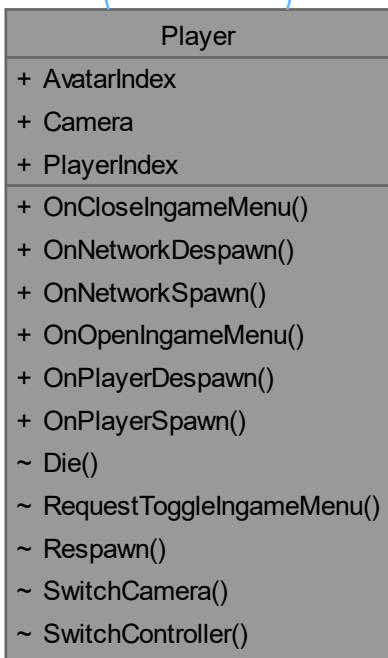 Player
+ AvatarIndex
+ Camera
+ PlayerIndex
+ OnCloseIngameMenu()
+ OnNetworkDespawn()
+ OnNetworkSpawn()
+ OnOpenIngameMenu()
+ OnPlayerDespawn()
+ OnPlayerSpawn()
~ Die()
~ RequestToggleIngameMenu()
~ Respawn()
~ SwitchCamera()
~ SwitchController()